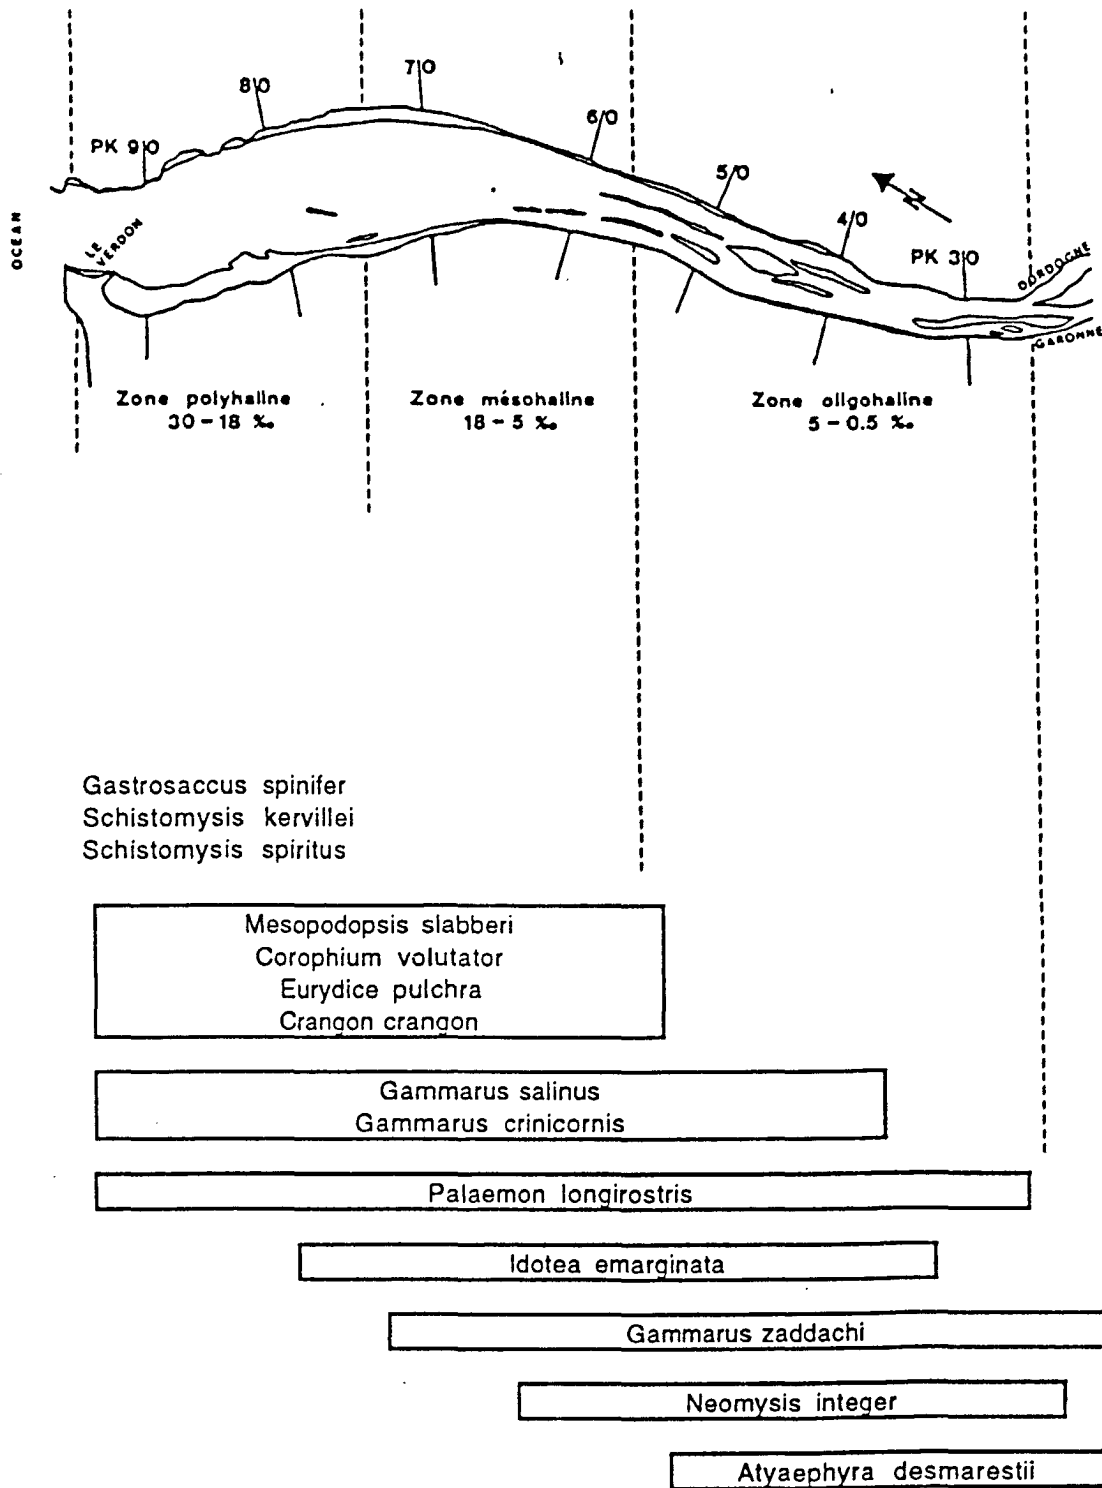 7|0
8|0
6|0
PK 9|0
5|0
N
4|0
OCEAN
LE
VERDON
PK 3|0
DORDOGNE
GARONNE
Zone polyhaline
30-18 ‰
Zone mésohaline
18-5 ‰
Zone oligohaline
5-0.5 ‰
Gastrosaccus spinifer
Schistomysis kervillei
Schistomysis spiritus
Mesopodopsis slabberi
Corophium volutator
Eurydice pulchra
Crangon crangon
Gammarus salinus
Gammarus crinicornis
Palaemon longirostris
Idotea emarginata
Gammarus zaddachi
Neomysis integer
Atyaephyra desmarestii